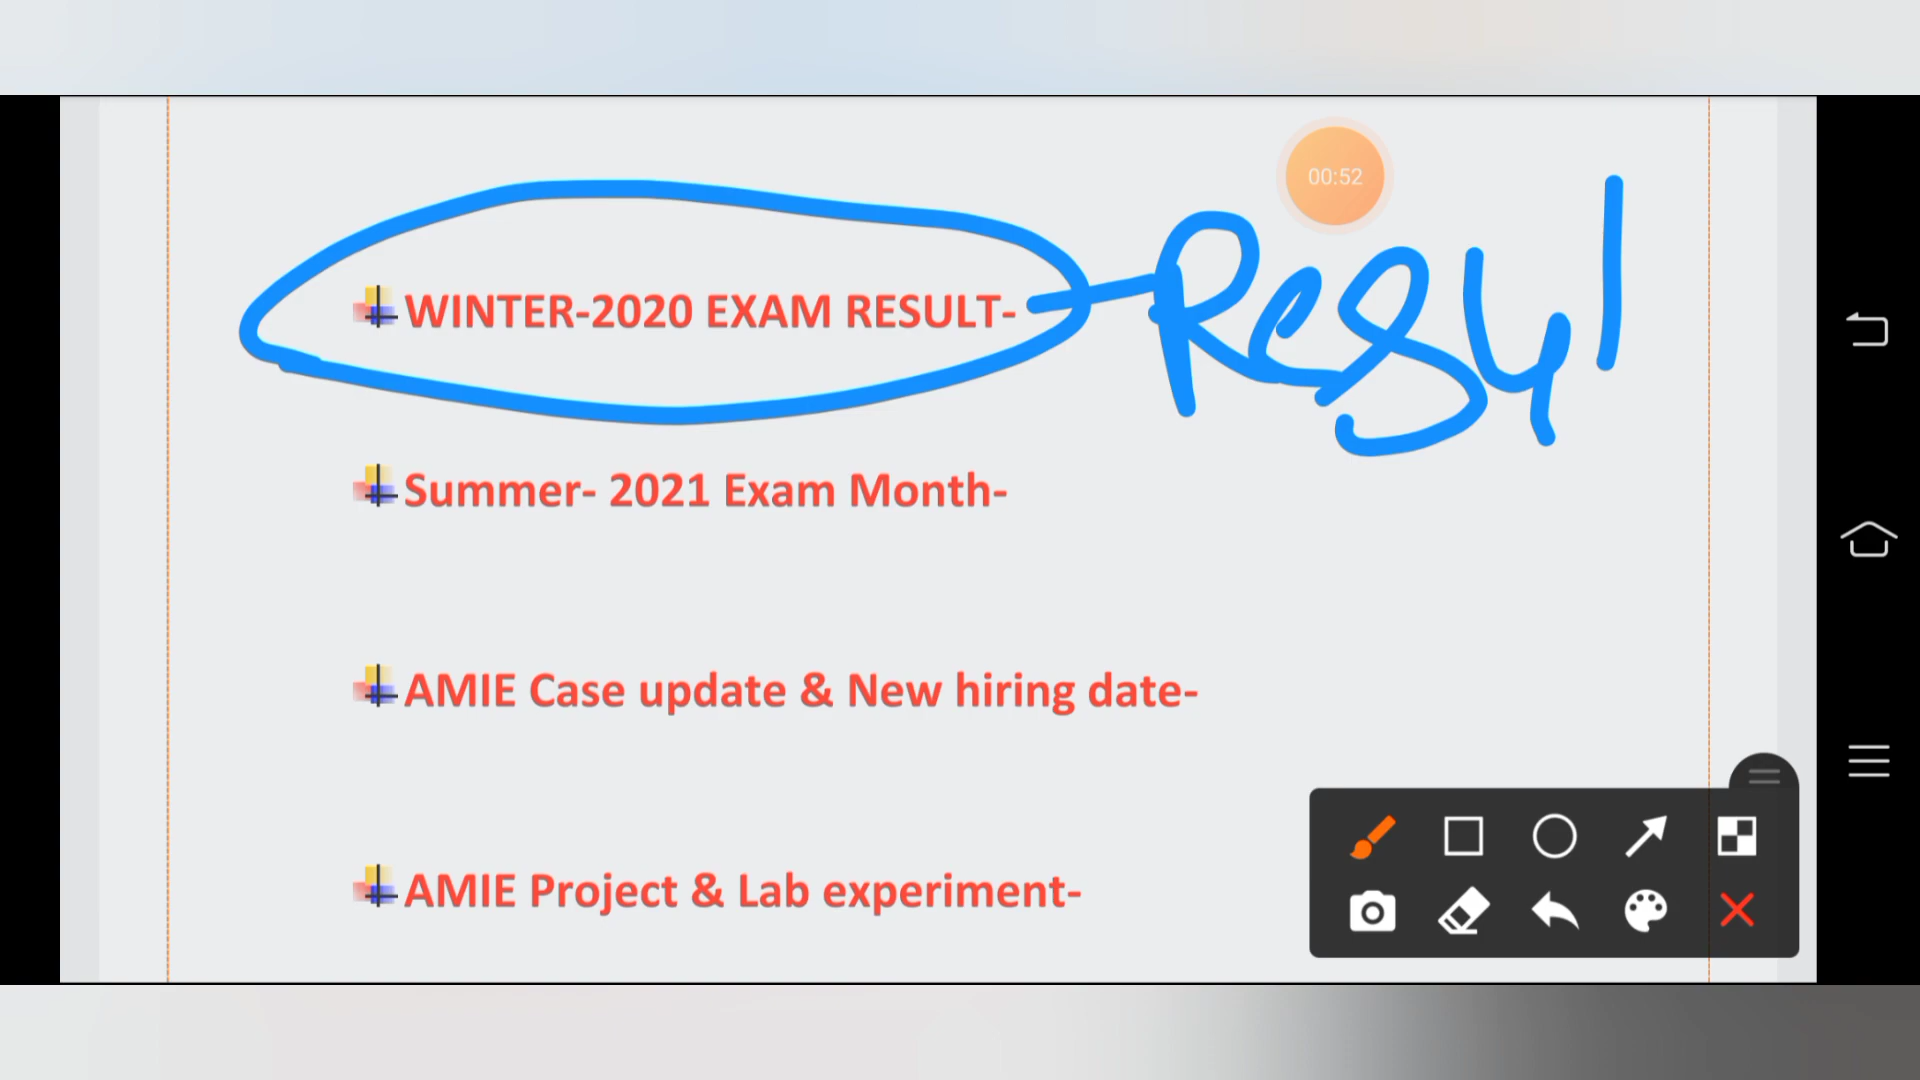 00:52
WINTER-2020 EXAM RESULT- Resul
Summer- 2021 Exam Month-
AMIE Case update & New hiring date-
AMIE Project & Lab experiment-